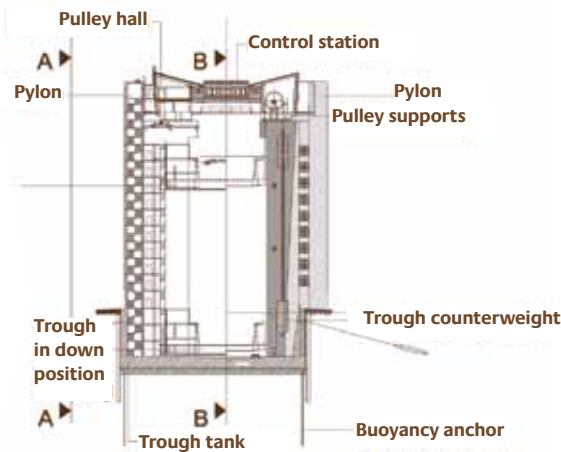 Pulley hall
A
B
Control station
Pylon
Pylon
Pulley supports
Trough
in down
position
Trough counterweight
A
B
Trough tank
Buoyancy anchor